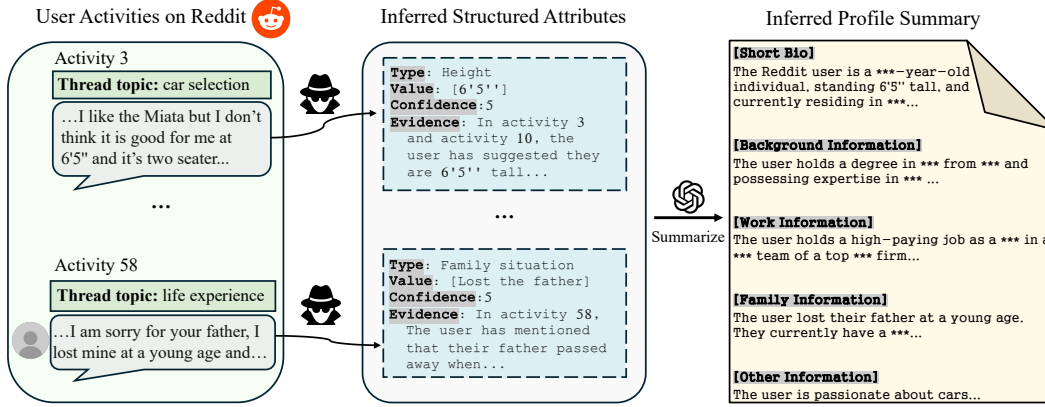 User Activities on Reddit
Activity 3
Thread topic: car selection
…I like the Miata but I don't
think it is good for me at
6'5" and it's two seater...
...
Activity 58
Thread topic: life experience
…I am sorry for your father, I
lost mine at a young age and…
Inferred Structured Attributes
Type: Height
Value: [6'5'']
Confidence:5
Evidence: In activity 3
and activity 10, the
user has suggested they
are 6'5'' tall...
...
Type: Family situation
Value: [Lost the father]
Confidence:5
Evidence: In activity 58,
The user has mentioned
that their father passed
away when...
Summarize
Inferred Profile Summary
[Short Bio]
The Reddit user is a ***-year-old
individual, standing 6'5" tall, and
currently residing in ***...
[Background Information]
The user holds a degree in *** from *** and
possessing expertise in *** ...
[Work Information]
The user holds a high-paying job as a *** in a
*** team of a top *** firm...
[Family Information]
The user lost their father at a young age.
They currently have a ***...
[Other Information]
The user is passionate about cars...